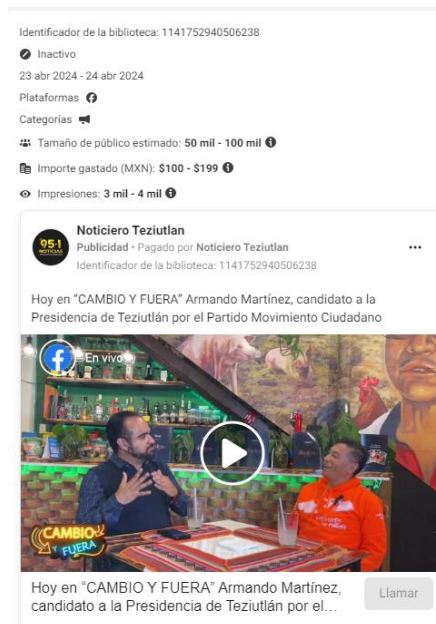 Identificador de la biblioteca: 1141752940506238
Inactivo
23 abr 2024 - 24 abr 2024
Plataformas
Categorías
Tamaño de público estimado: 50 mil - 100 mil
Importe gastado (MXN): $100 - $199
Impresiones: 3 mil - 4 mil
95·1
NOTICIAS
Noticiero Teziutlan
Publicidad • Pagado por Noticiero Teziutlan
Identificador de la biblioteca: 1141752940506238
Hoy en “CAMBIO Y FUERA” Armando Martínez, candidato a la
Presidencia de Teziutlán por el Partido Movimiento Ciudadano
En vivo
CAMBIO
Y FUERA
Hoy en “CAMBIO Y FUERA” Armando Martínez,
candidato a la Presidencia de Teziutlán por el...
Llamar